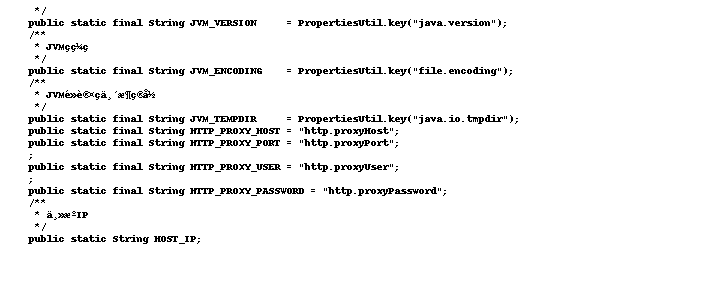 */
public static final String JVM_VERSION     = PropertiesUtil.key("java.version");
/**
 * JVMçç¼ç
 */
public static final String JVM_ENCODING    = PropertiesUtil.key("file.encoding");
/**
 * JVMé»è®¤çä¸´æ¶ç®å½
 */
public static final String JVM_TEMPDIR     = PropertiesUtil.key("java.io.tmpdir");
public static final String HTTP_PROXY_HOST = "http.proxyHost";
public static final String HTTP_PROXY_PORT = "http.proxyPort";
;
public static final String HTTP_PROXY_USER = "http.proxyUser";
;
public static final String HTTP_PROXY_PASSWORD = "http.proxyPassword";
/**
 * ä¸»æºIP
 */
public static String HOST_IP;